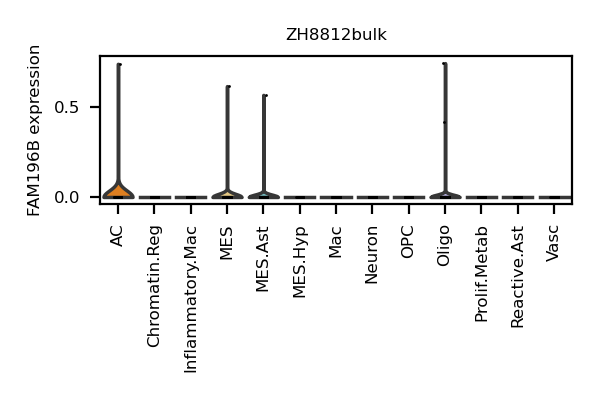 ZH8812bulk
FAM196B expression
0.5
0.0
AC
Chromatin.Reg
Inflammatory.Mac
MES
MES.Ast
MES.Hyp
Mac
Neuron
OPC
Oligo
Prolif.Metab
Reactive.Ast
Vasc